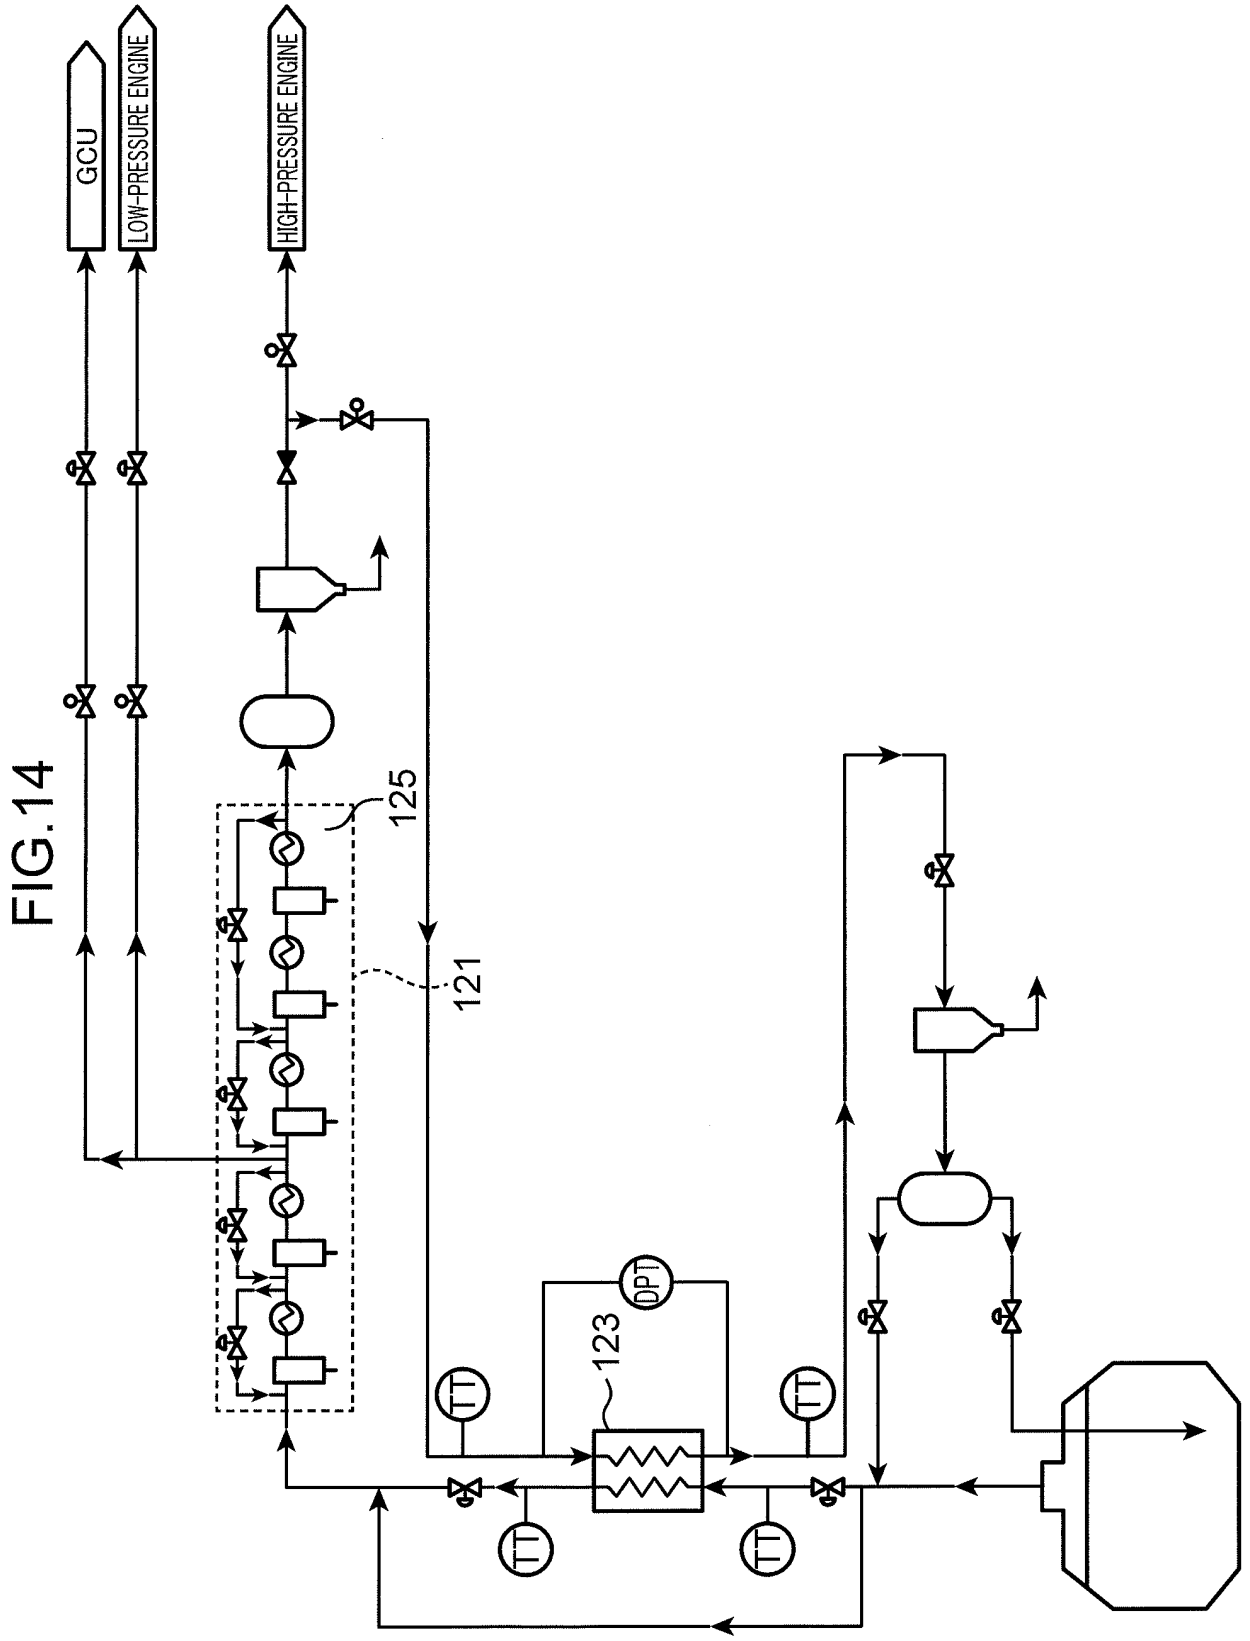 FIG.14
GCU
LOW-PRESSURE ENGINE
HIGH-PRESSURE ENGINE
125
121
DPT
123
TT
TT
TT
TT